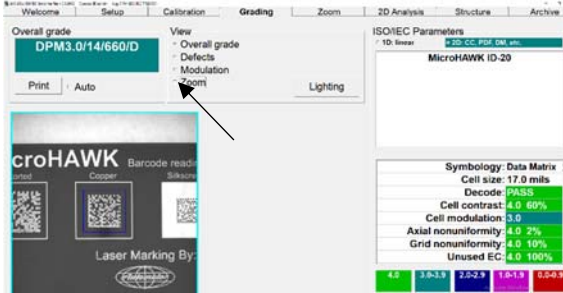 Welcome Setup Calibration Grading Zoom 2D Analysis Structure Archive
Overall grade
DPM3.0/14/660/D
Print Auto
View
Overall grade
Defects
Modulation
Zoom
Lighting
ISO/IEC Parameters
1D: linear 2D: CC, PDF, DM, etc.
MicroHAWK ID-20
croHAWK Barcode readi
orted Copper Silkscre
Laser Marking By:
Symbology: Data Matrix
Cell size: 17.0 mils
Decode: PASS
Cell contrast: 4.0 60%
Cell modulation: 3.0
Axial nonuniformity: 4.0 2%
Grid nonuniformity: 4.0 10%
Unused EC: 4.0 100%
4.0 3.0-3.9 2.0-2.9 1.0-1.9 0.0-0.9